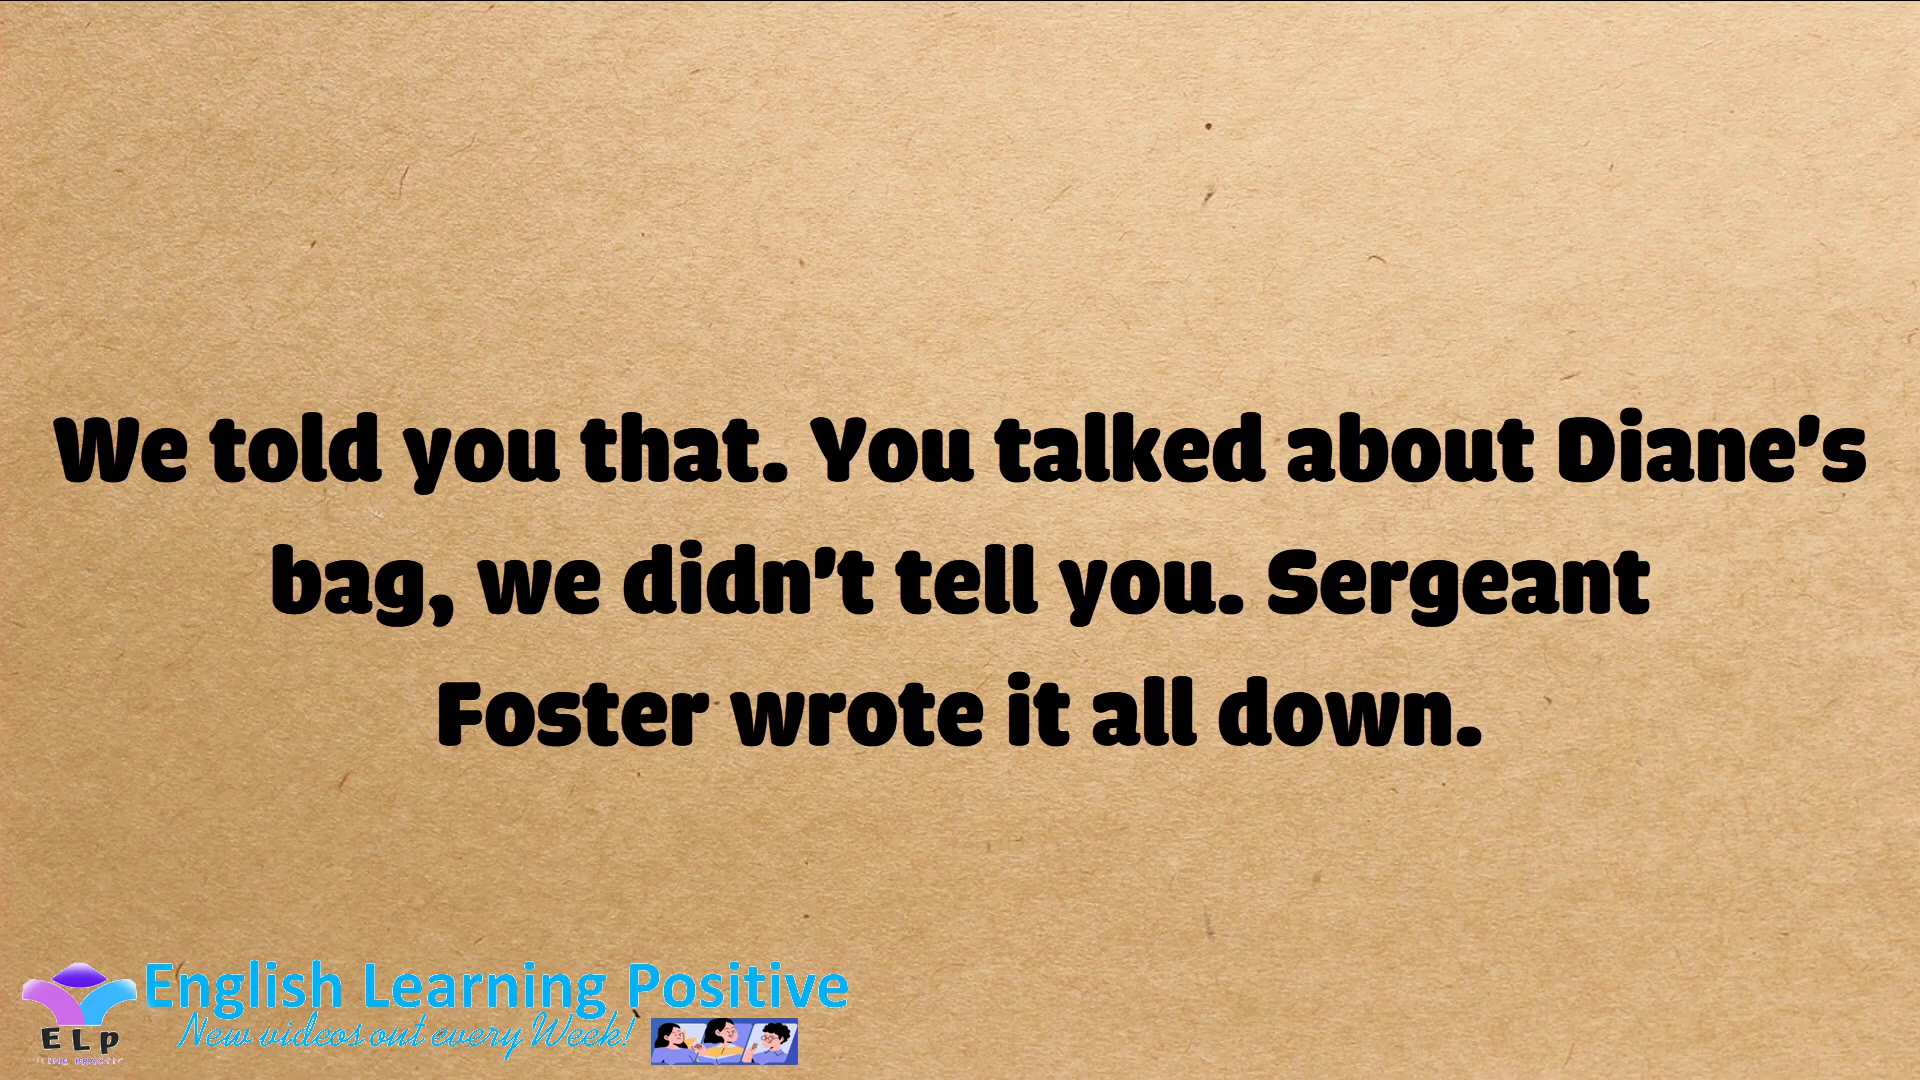 We told you that. You talked about Diane's
bag, we didn't tell you. Sergeant
Foster wrote it all down.
English Learning Positive
New videos out every Week!
ELp